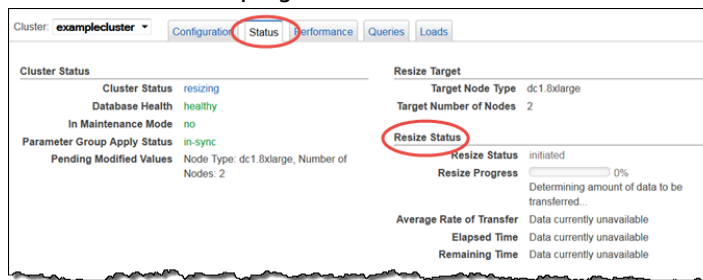 Cluster: examplecluster
Configuration Status Performance Queries Loads
Cluster Status
Cluster Status resizing
Database Health healthy
In Maintenance Mode no
Parameter Group Apply Status in-sync
Pending Modified Values Node Type: dc1.8xlarge, Number of
Nodes: 2
Resize Target
Target Node Type dc1.8xlarge
Target Number of Nodes 2
Resize Status
Resize Status initiated
Resize Progress 0%
Determining amount of data to be
transferred...
Average Rate of Transfer Data currently unavailable
Elapsed Time Data currently unavailable
Remaining Time Data currently unavailable